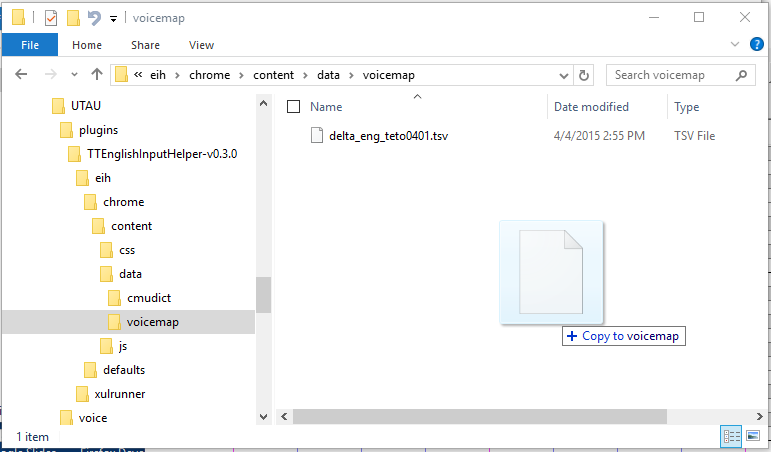 voicemap
File Home Share View
« eih > chrome > content > data > voicemap Search voicemap
UTAU
plugins
TTEnglishInputHelper-v0.3.0
eih
chrome
content
css
data
cmudict
voicemap
js
defaults
xulrunner
voice
Name Date modified Type
delta_eng_teto0401.tsv 4/4/2015 2:55 PM TSV File
+ Copy to voicemap
1 item